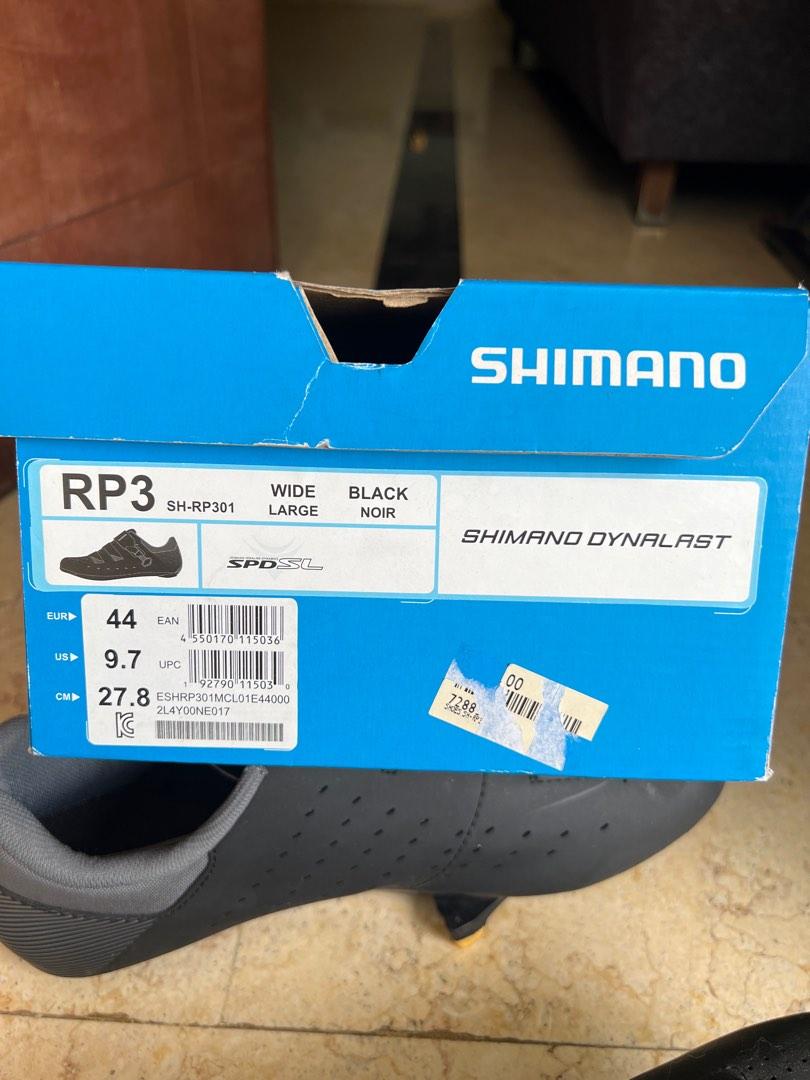 SHIMANO
RP3 SH-RP301 WIDE LARGE BLACK NOIR
SPD SL
SHIMANO DYNALAST
EUR▶ 44 EAN
4 550170 115036
US▶ 9.7 UPC
1 92790 11503 0
CM▶ 27.8 ESHRP301MCL01E44000
2L4Y00NE017
00
7288